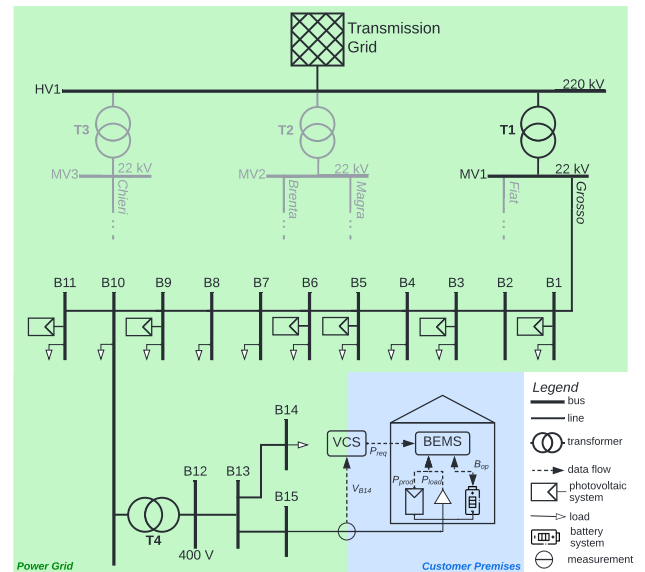 Transmission
Grid
HV1
220 kV
T3
T2
T1
MV3
22 kV
MV2
22 kV
MV1
22 kV
Chieri
Brenta
Magra
Fiat
Grosso
B11
B10
B9
B8
B7
B6
B5
B4
B3
B2
B1
Legend
bus
line
transformer
data flow
photovoltaic
system
load
battery
system
measurement
B14
VCS
Preq
BEMS
Bop
Pprod
Pload
B12
B13
B15
VB14
T4
400 V
Power Grid
Customer Premises